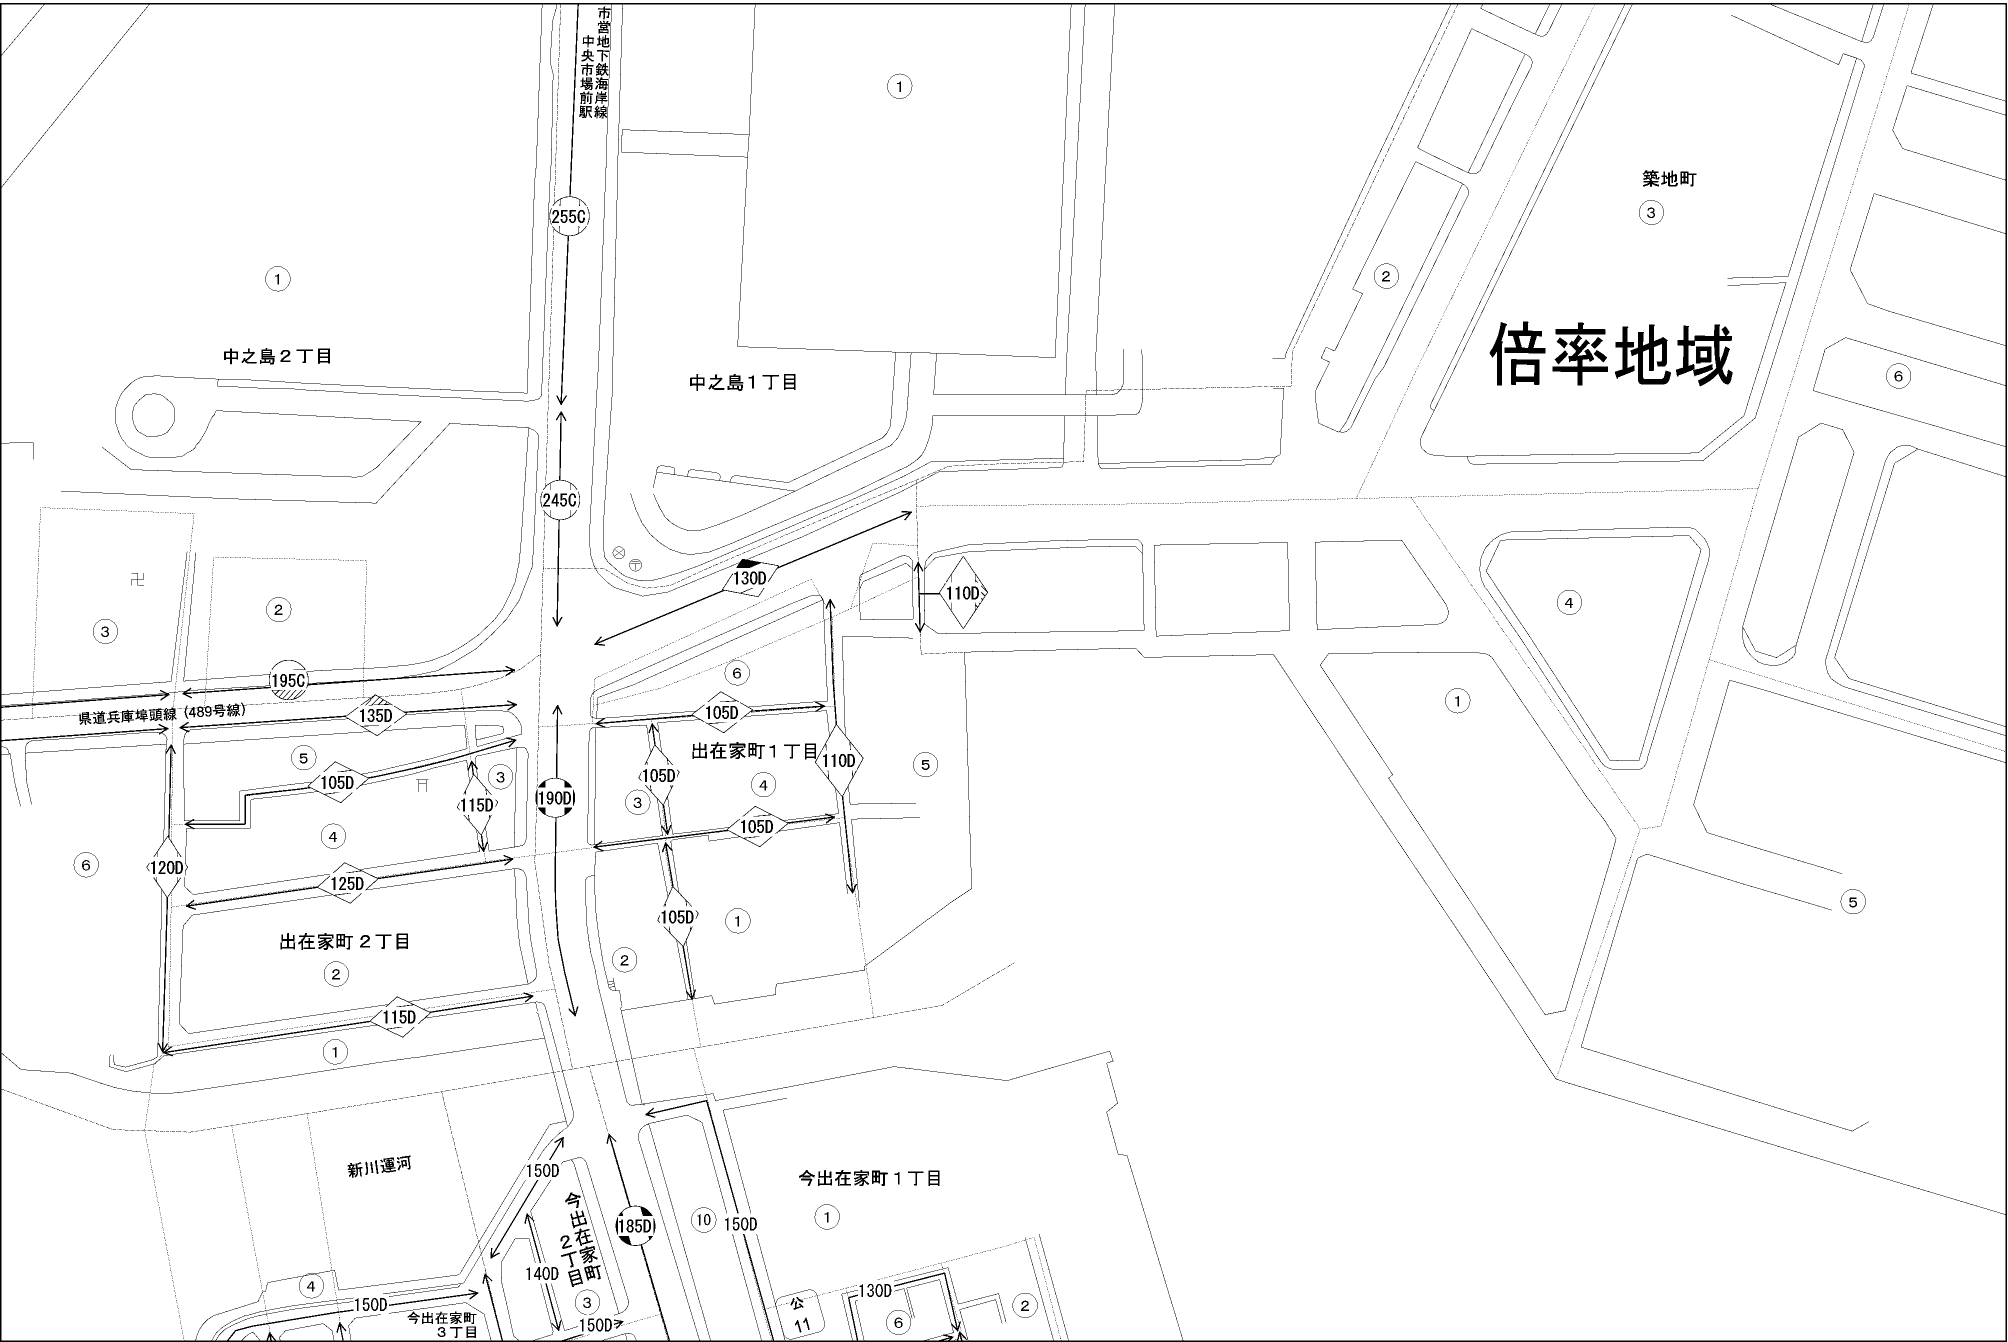 市営地下鉄海岸線
中央市場前駅
1
築地町
3
255C
2
1
倍率地域
中之島2丁目
中之島1丁目
6
245C
卍
130D
110D
2
4
3
6
195C
県道兵庫埠頭線（489号線）
135D
105D
1
出在家町1丁目
5
105D
3
105D
110D
5
4
115D
190D
3
4
105D
6
120D
125D
105D
1
5
出在家町2丁目
2
2
115D
1
新川運河
150D
今出在家町1丁目
今出在家町
2丁目
10
150D
1
185D
140D
4
130D
150D
3
公
11
2
今出在家町
3丁目
150D
6